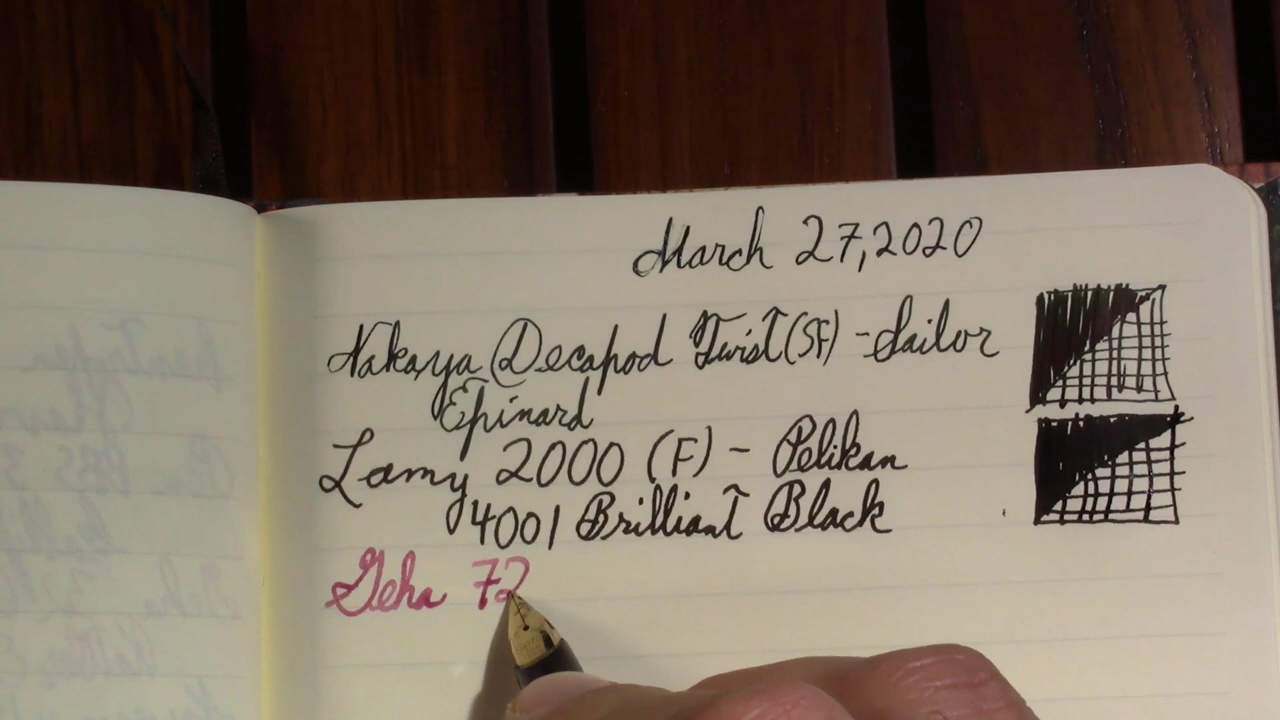 March 27, 2020
Nakaya Decapod Twist (SF) - Sailor
Epinard
Lamy 2000 (F) - Pelikan
4001 Brilliant Black
Geha 72